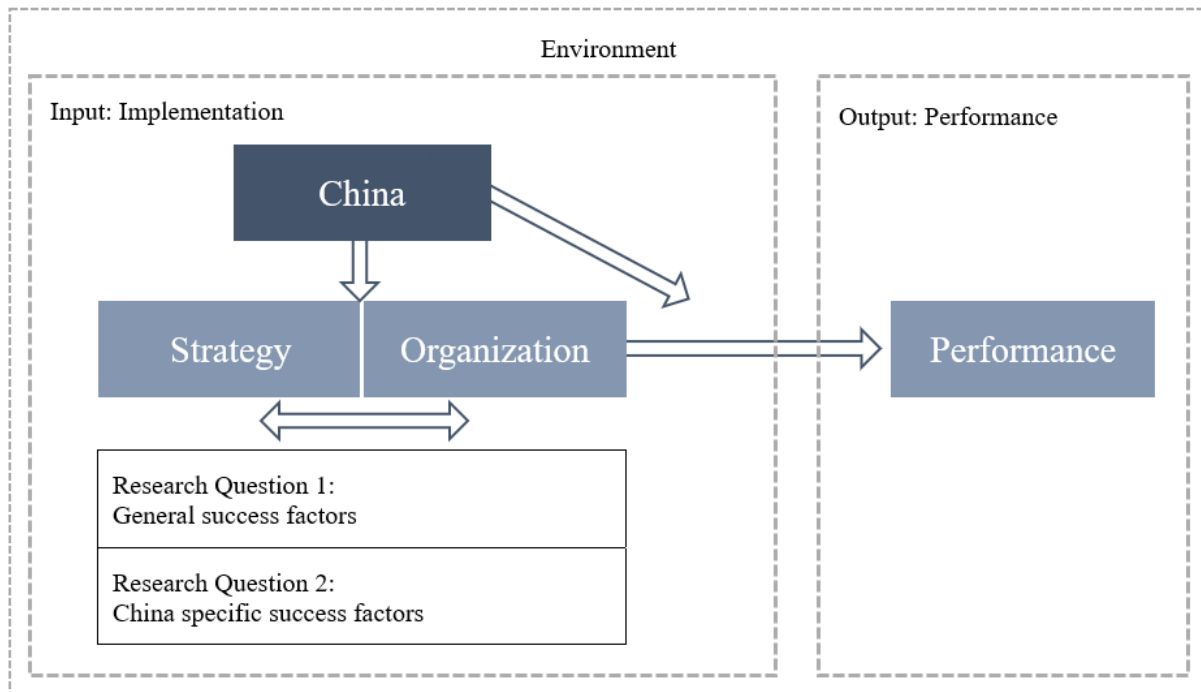 Environment
Input: Implementation
Output: Performance
China
Strategy
Organization
Performance
Research Question 1:
General success factors
Research Question 2:
China specific success factors